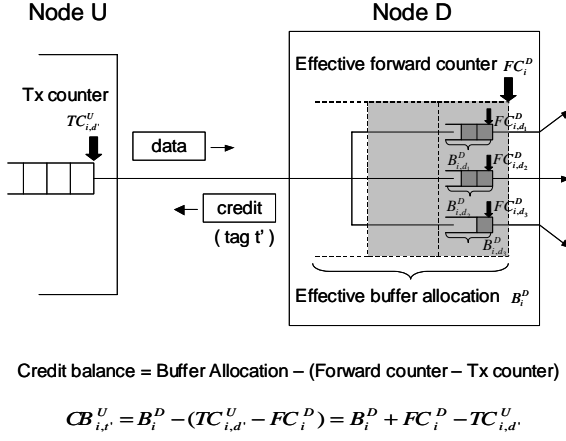 Node U
Node D
Effective forward counter FC_i^D
Tx counter
TC_{i,d'}^U
data
credit
( tag t' )
FC_{i,d_1}^D
B_{i,d_1}^D
FC_{i,d_2}^D
B_{i,d_2}^D
FC_{i,d_3}^D
B_{i,d_3}^D
Effective buffer allocation B_i^D
Credit balance = Buffer Allocation – (Forward counter – Tx counter)
CB_{i,t'}^U = B_i^D − (TC_{i,d'}^U − FC_i^D) = B_i^D + FC_i^D − TC_{i,d'}^U